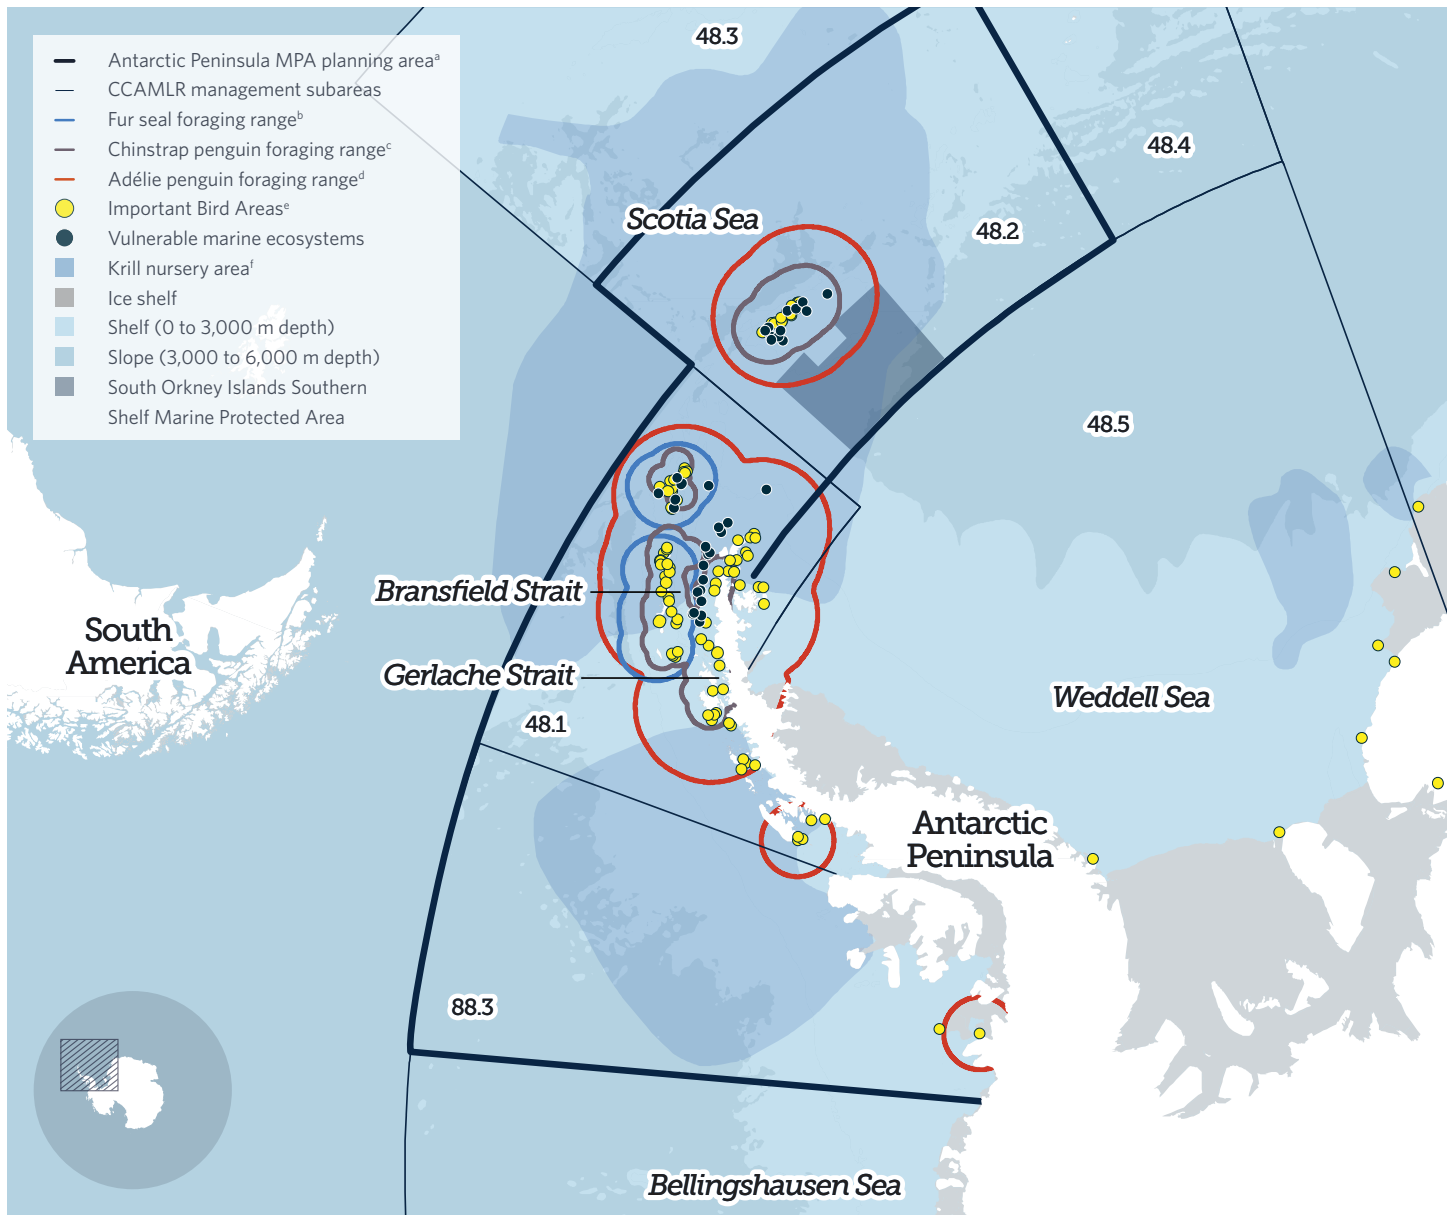 Antarctic Peninsula MPA planning areaᵃ
CCAMLR management subareas
Fur seal foraging rangeᵇ
Chinstrap penguin foraging rangeᶜ
Adélie penguin foraging rangeᵈ
Important Bird Areasᵉ
Vulnerable marine ecosystems
Krill nursery areaᶠ
Ice shelf
Shelf (0 to 3,000 m depth)
Slope (3,000 to 6,000 m depth)
South Orkney Islands Southern
Shelf Marine Protected Area
48.3
48.4
Scotia Sea
48.2
48.5
Bransfield Strait
South
America
Gerlache Strait
Weddell Sea
48.1
Antarctic
Peninsula
88.3
Bellingshausen Sea